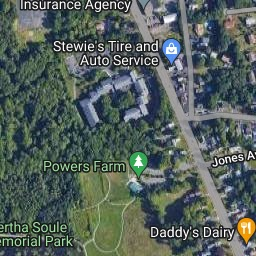 Insurance Agency
Stewie's Tire and
Auto Service
Jones A
Powers Farm
Daddy's Dairy
ertha Soule
emorial Park